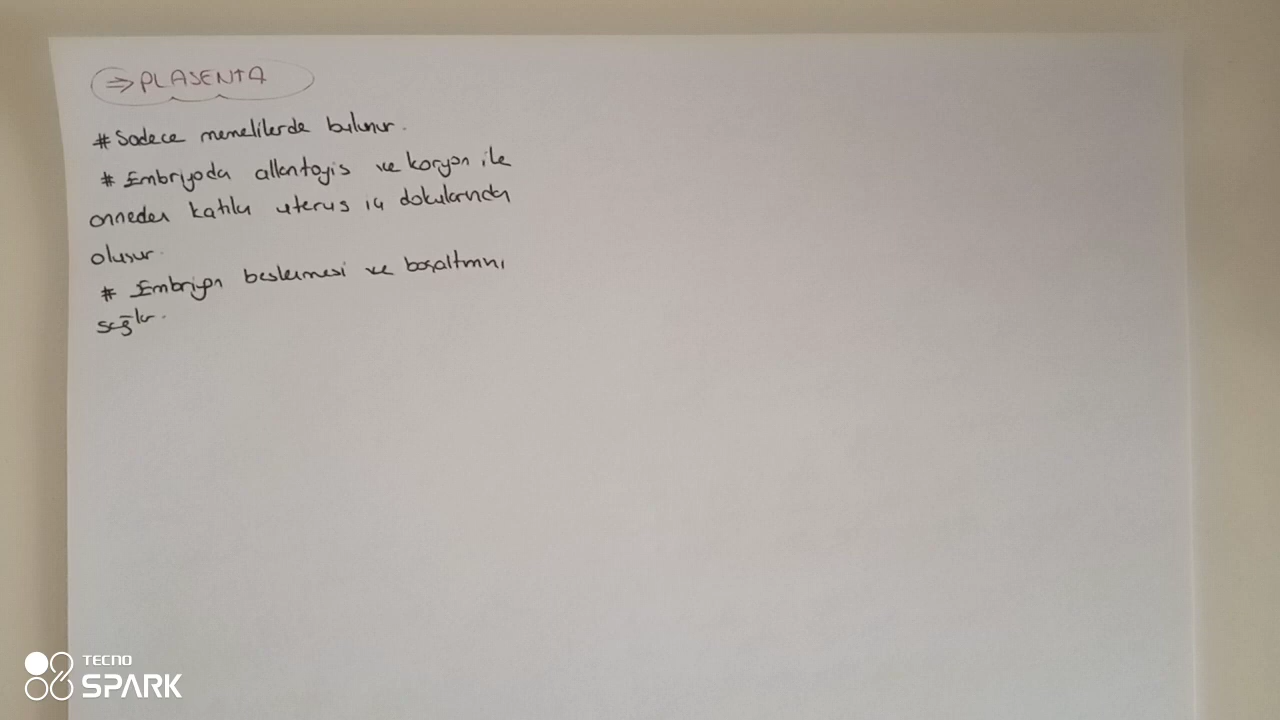 ⇒ PLASENTA
# Sadece memelilerde bulunur.
# Embriyoda allantoyis ve koryon ile
anneden katılan uterus iç dokularından
oluşur.
# Embriyon beslenmesi ve boşaltımını
sağlar.
TECNO
SPARK